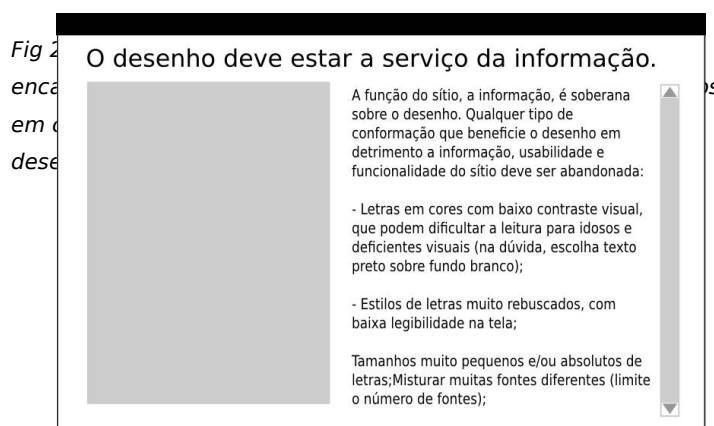 Fig
O desenho deve estar a serviço da informação.
em
A função do sítio, a informação, é soberana
sobre o desenho. Qualquer tipo de
conformação que beneficie o desenho em
detrimento a informação, usabilidade e
funcionalidade do sítio deve ser abandonada:
- Letras em cores com baixo contraste visual,
que podem dificultar a leitura para idosos e
deficientes visuais (na dúvida, escolha texto
preto sobre fundo branco);
- Estilos de letras muito rebuscados, com
baixa legibilidade na tela;
Tamanhos muito pequenos e/ou absolutos de
letras;Misturar muitas fontes diferentes (limite
o número de fontes);